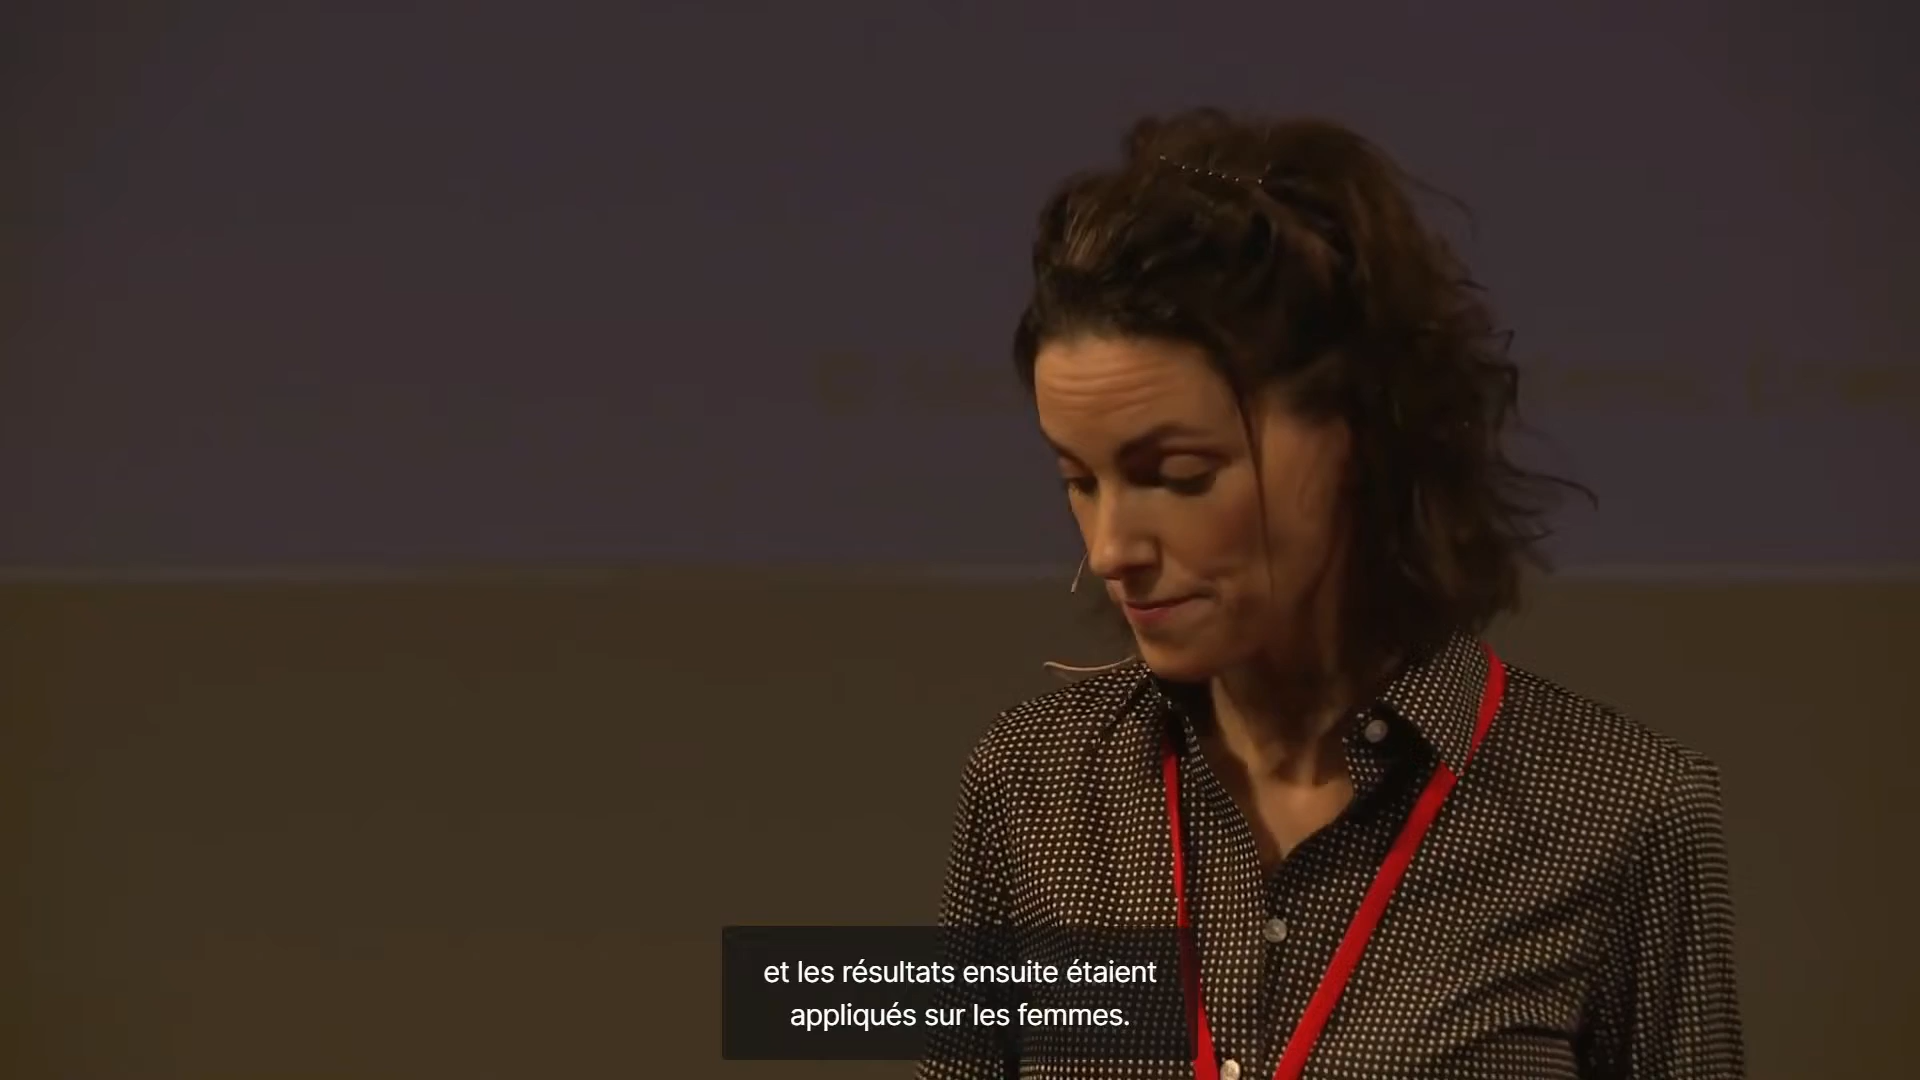 et les résultats ensuite étaient
appliqués sur les femmes.